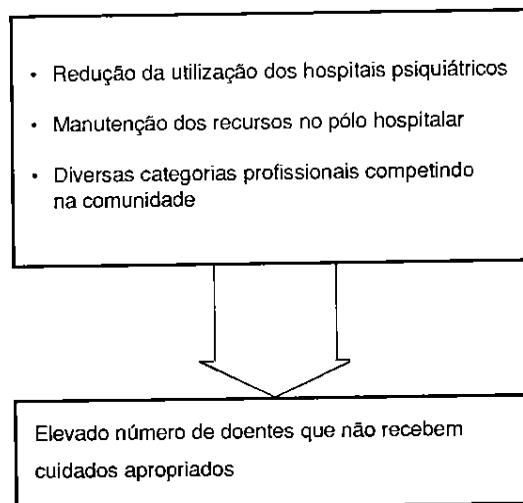 • Redução da utilização dos hospitais psiquiátricos
• Manutenção dos recursos no pólo hospitalar
• Diversas categorias profissionais competindo
na comunidade
Elevado número de doentes que não recebem
cuidados apropriados